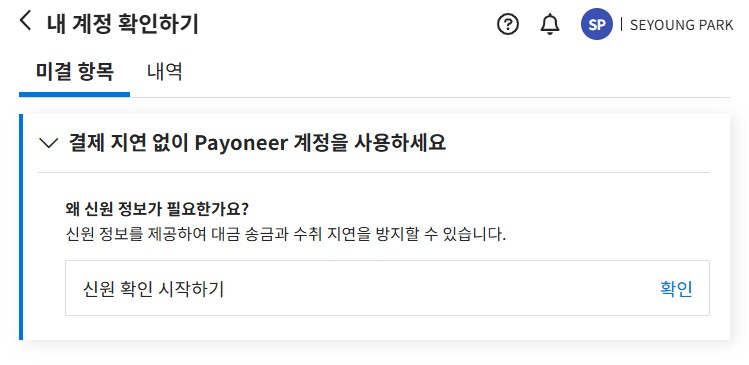 내 계정 확인하기
SP
SEYOUNG PARK
미결 항목
내역
결제 지연 없이 Payoneer 계정을 사용하세요
왜 신원 정보가 필요한가요?
신원 정보를 제공하여 대금 송금과 수취 지연을 방지할 수 있습니다.
신원 확인 시작하기
확인